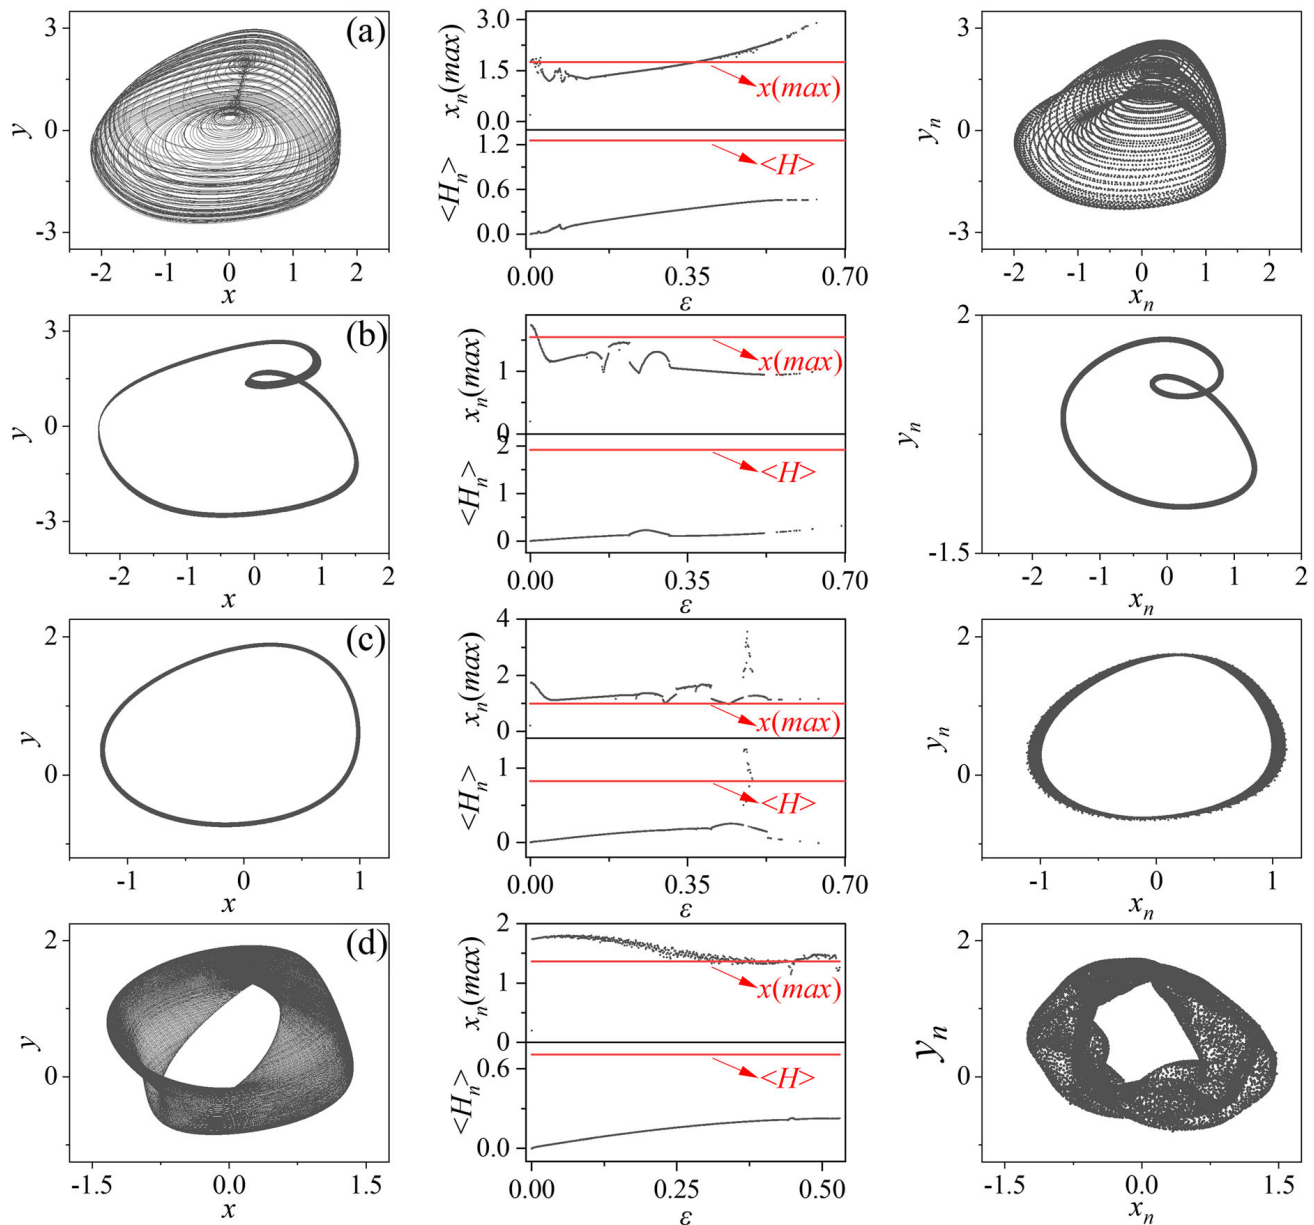 (a)
3
0
-3
y
-2 -1 0 1 2
x
3.0
1.5
0.0
x_n(max)
x(max)
1.2
0.6
0.0
<H_n>
<H>
0.00 0.35 0.70
ε
3
0
-3
y_n
-2 -1 0 1 2
x_n
(b)
3
0
-3
y
-2 -1 0 1 2
x
1
0
x_n(max)
x(max)
2
1
0
<H_n>
<H>
0.00 0.35 0.70
ε
2
-1.5
y_n
-2 -1 0 1 2
x_n
(c)
2
0
y
-1 0 1
x
4
2
0
x_n(max)
x(max)
1
0
<H_n>
<H>
0.00 0.35 0.70
ε
2
0
y_n
-1 0 1
x_n
(d)
2
0
y
-1.5 0.0 1.5
x
2
1
0
x_n(max)
x(max)
0.6
0.0
<H_n>
<H>
0.00 0.25 0.50
ε
2
0
y_n
-1.5 0.0 1.5
x_n